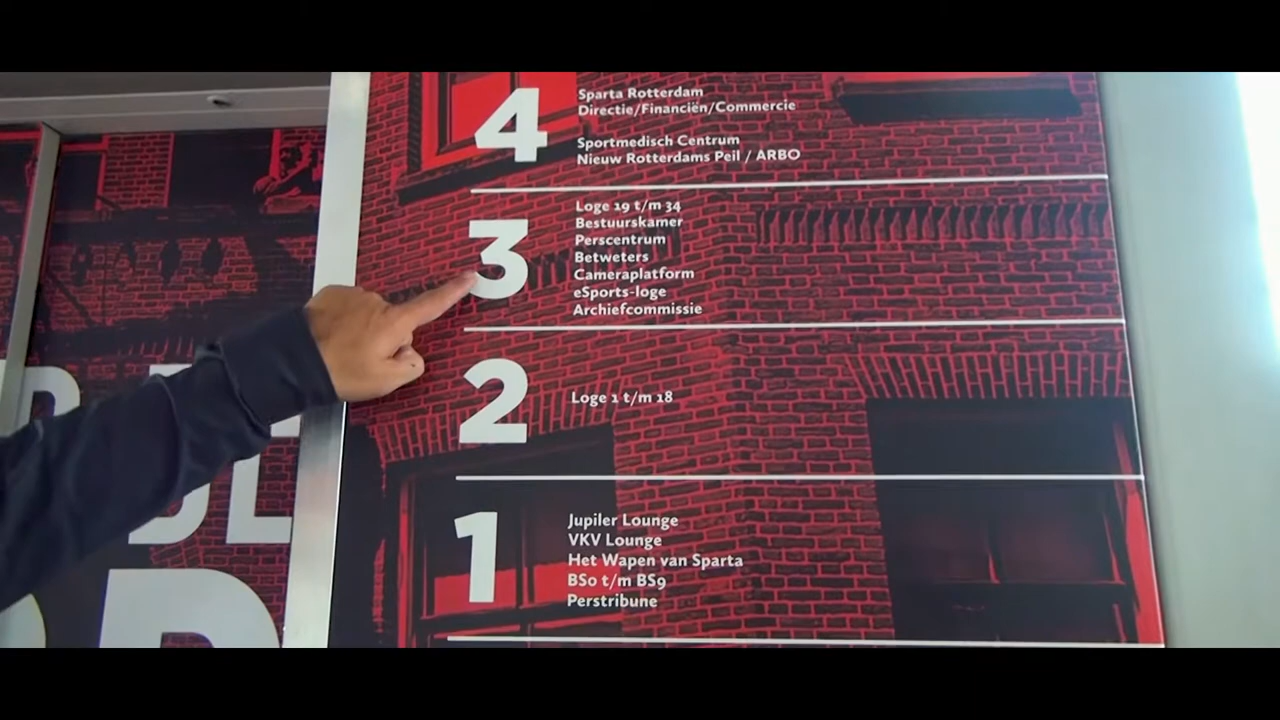 4
Sparta Rotterdam
Directie/Financiën/Commercie
Sportmedisch Centrum
Nieuw Rotterdams Peil / ARBO
3
Loge 19 t/m 34
Bestuurskamer
Perscentrum
Betweters
Cameraplatform
eSports-loge
Archiefcommissie
2
Loge 1 t/m 18
1
Jupiler Lounge
VKV Lounge
Het Wapen van Sparta
BS0 t/m BS9
Perstribune